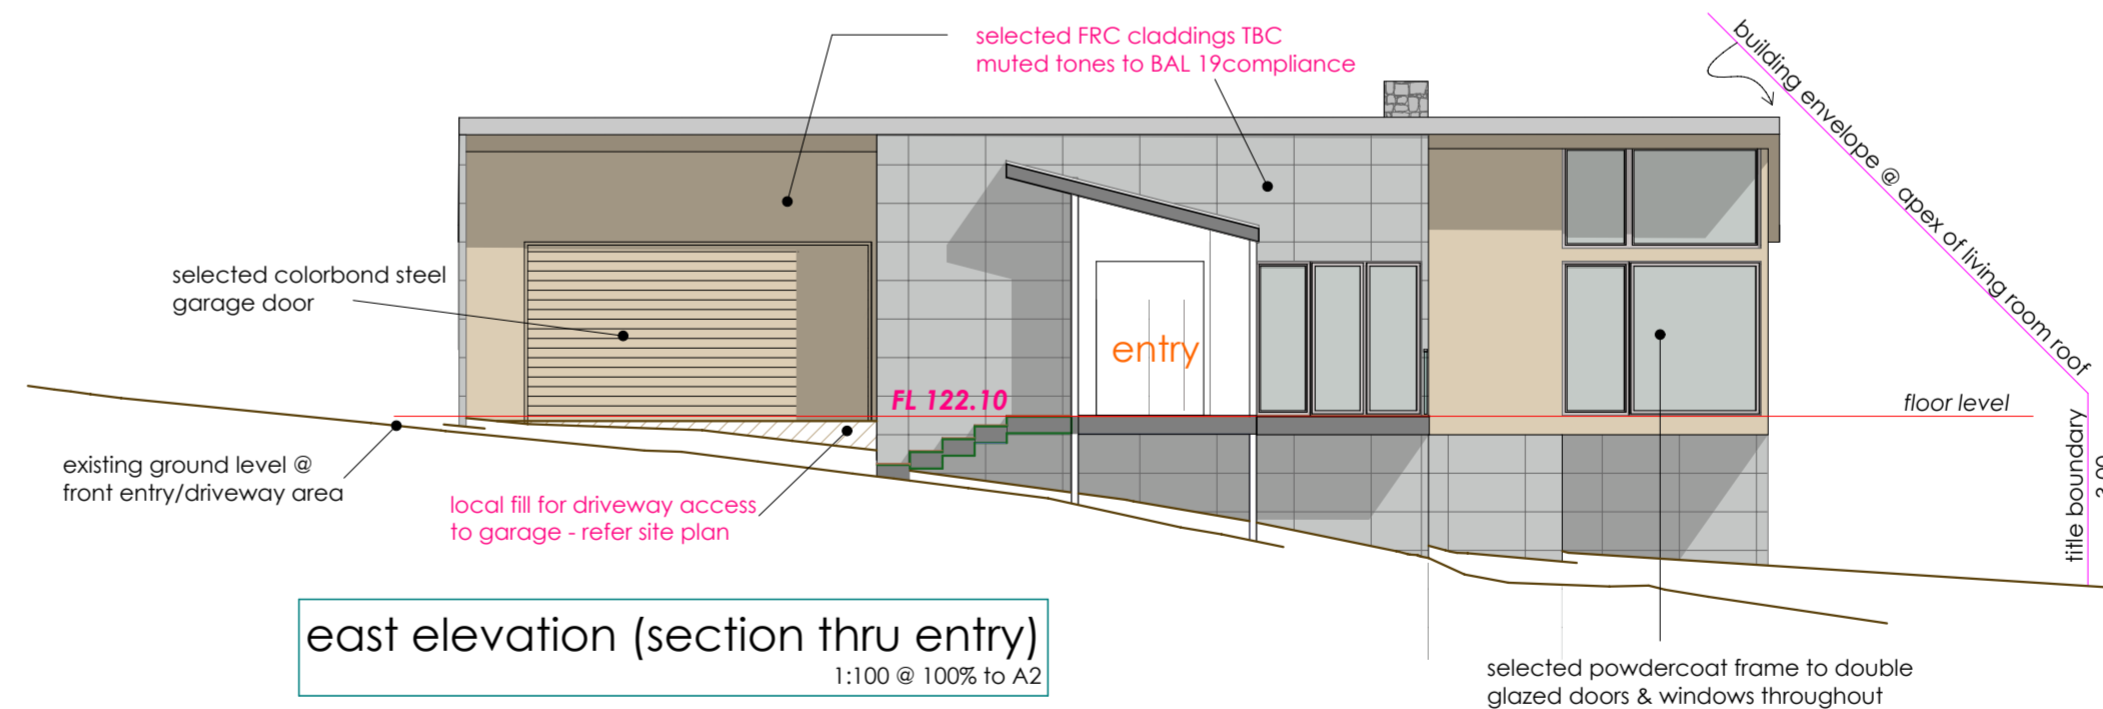 selected FRC claddings TBC
muted tones to BAL 19compliance
building envelope @ apex of living room roof
selected colorbond steel
garage door
entry
FL 122.10
floor level
existing ground level @
front entry/driveway area
local fill for driveway access
to garage - refer site plan
title boundary
east elevation (section thru entry)
1:100 @ 100% to A2
selected powdercoat frame to double
glazed doors & windows throughout